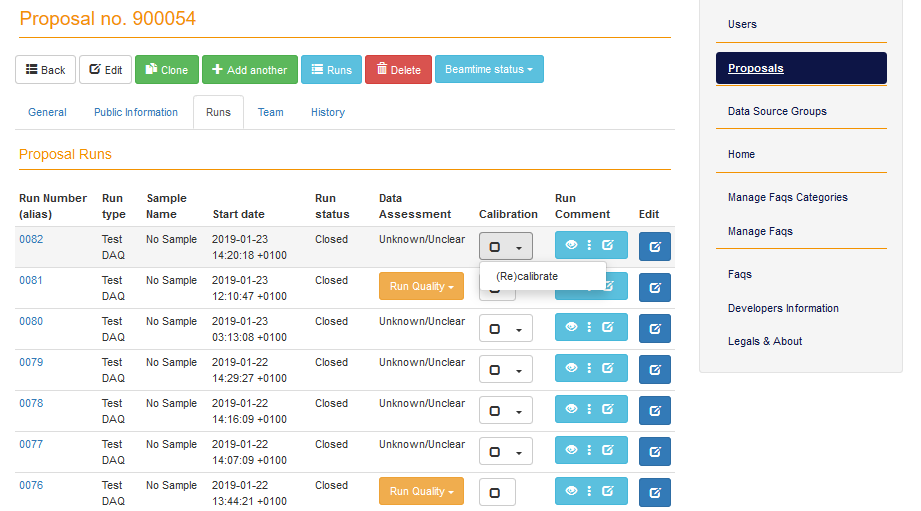 Proposal no. 900054
Back Edit Clone Add another Runs Delete Beamtime status
General Public Information Runs Team History
Proposal Runs
Run Number (alias) Run type Sample Name Start date Run status Data Assessment Calibration Run Comment Edit
0082 Test DAQ No Sample 2019-01-23 14:20:18 +0100 Closed Unknown/Unclear
(Re)calibrate
0081 Test DAQ No Sample 2019-01-23 12:10:47 +0100 Closed Run Quality
0080 Test DAQ No Sample 2019-01-23 03:13:08 +0100 Closed Unknown/Unclear
0079 Test DAQ No Sample 2019-01-22 14:29:27 +0100 Closed Unknown/Unclear
0078 Test DAQ No Sample 2019-01-22 14:16:09 +0100 Closed Unknown/Unclear
0077 Test DAQ No Sample 2019-01-22 14:07:09 +0100 Closed Unknown/Unclear
0076 Test DAQ No Sample 2019-01-22 13:44:21 +0100 Closed Run Quality
Users
Proposals
Data Source Groups
Home
Manage Faqs Categories
Manage Faqs
Faqs
Developers Information
Legals & About